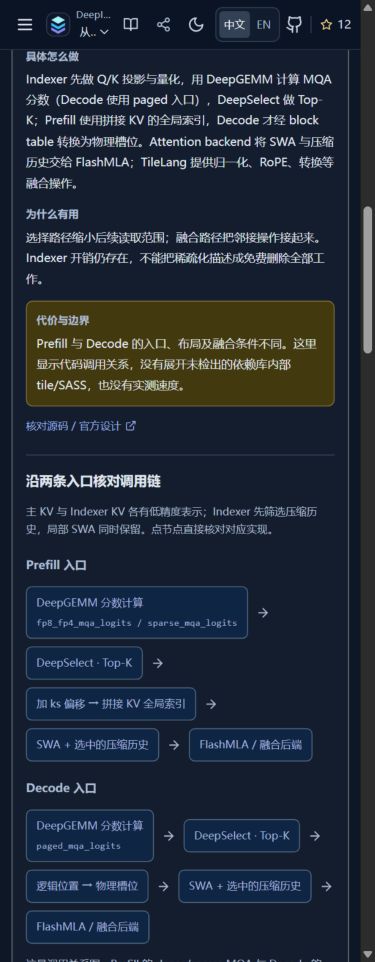 DeepL...
从...
中文
EN
12
具体怎么做
Indexer 先做 Q/K 投影与量化，用 DeepGEMM 计算 MQA
分数（Decode 使用 paged 入口），DeepSelect 做 Top-
K；Prefill 使用拼接 KV 的全局索引，Decode 才经 block
table 转换为物理槽位。Attention backend 将 SWA 与压缩
历史交给 FlashMLA；TileLang 提供归一化、RoPE、转换等
融合操作。
为什么有用
选择路径缩小后续读取范围；融合路径把邻接操作接起来。
Indexer 开销仍存在，不能把稀疏化描述成免费删除全部工
作。
代价与边界
Prefill 与 Decode 的入口、布局及融合条件不同。这里
显示代码调用关系，没有展开未检出的依赖库内部
tile/SASS，也没有实测速度。
核对源码 / 官方设计
沿两条入口核对调用链
主 KV 与 Indexer KV 各有低精度表示；Indexer 先筛选压缩历
史，局部 SWA 同时保留。点节点直接核对对应实现。
Prefill 入口
DeepGEMM 分数计算
fp8_fp4_mqa_logits / sparse_mqa_logits
→
DeepSelect · Top-K
→
加 ks 偏移 → 拼接 KV 全局索引
→
SWA + 选中的压缩历史
→
FlashMLA / 融合后端
Decode 入口
DeepGEMM 分数计算
paged_mqa_logits
→
DeepSelect · Top-K
→
逻辑位置 → 物理槽位
→
SWA + 选中的压缩历史
→
FlashMLA / 融合后端